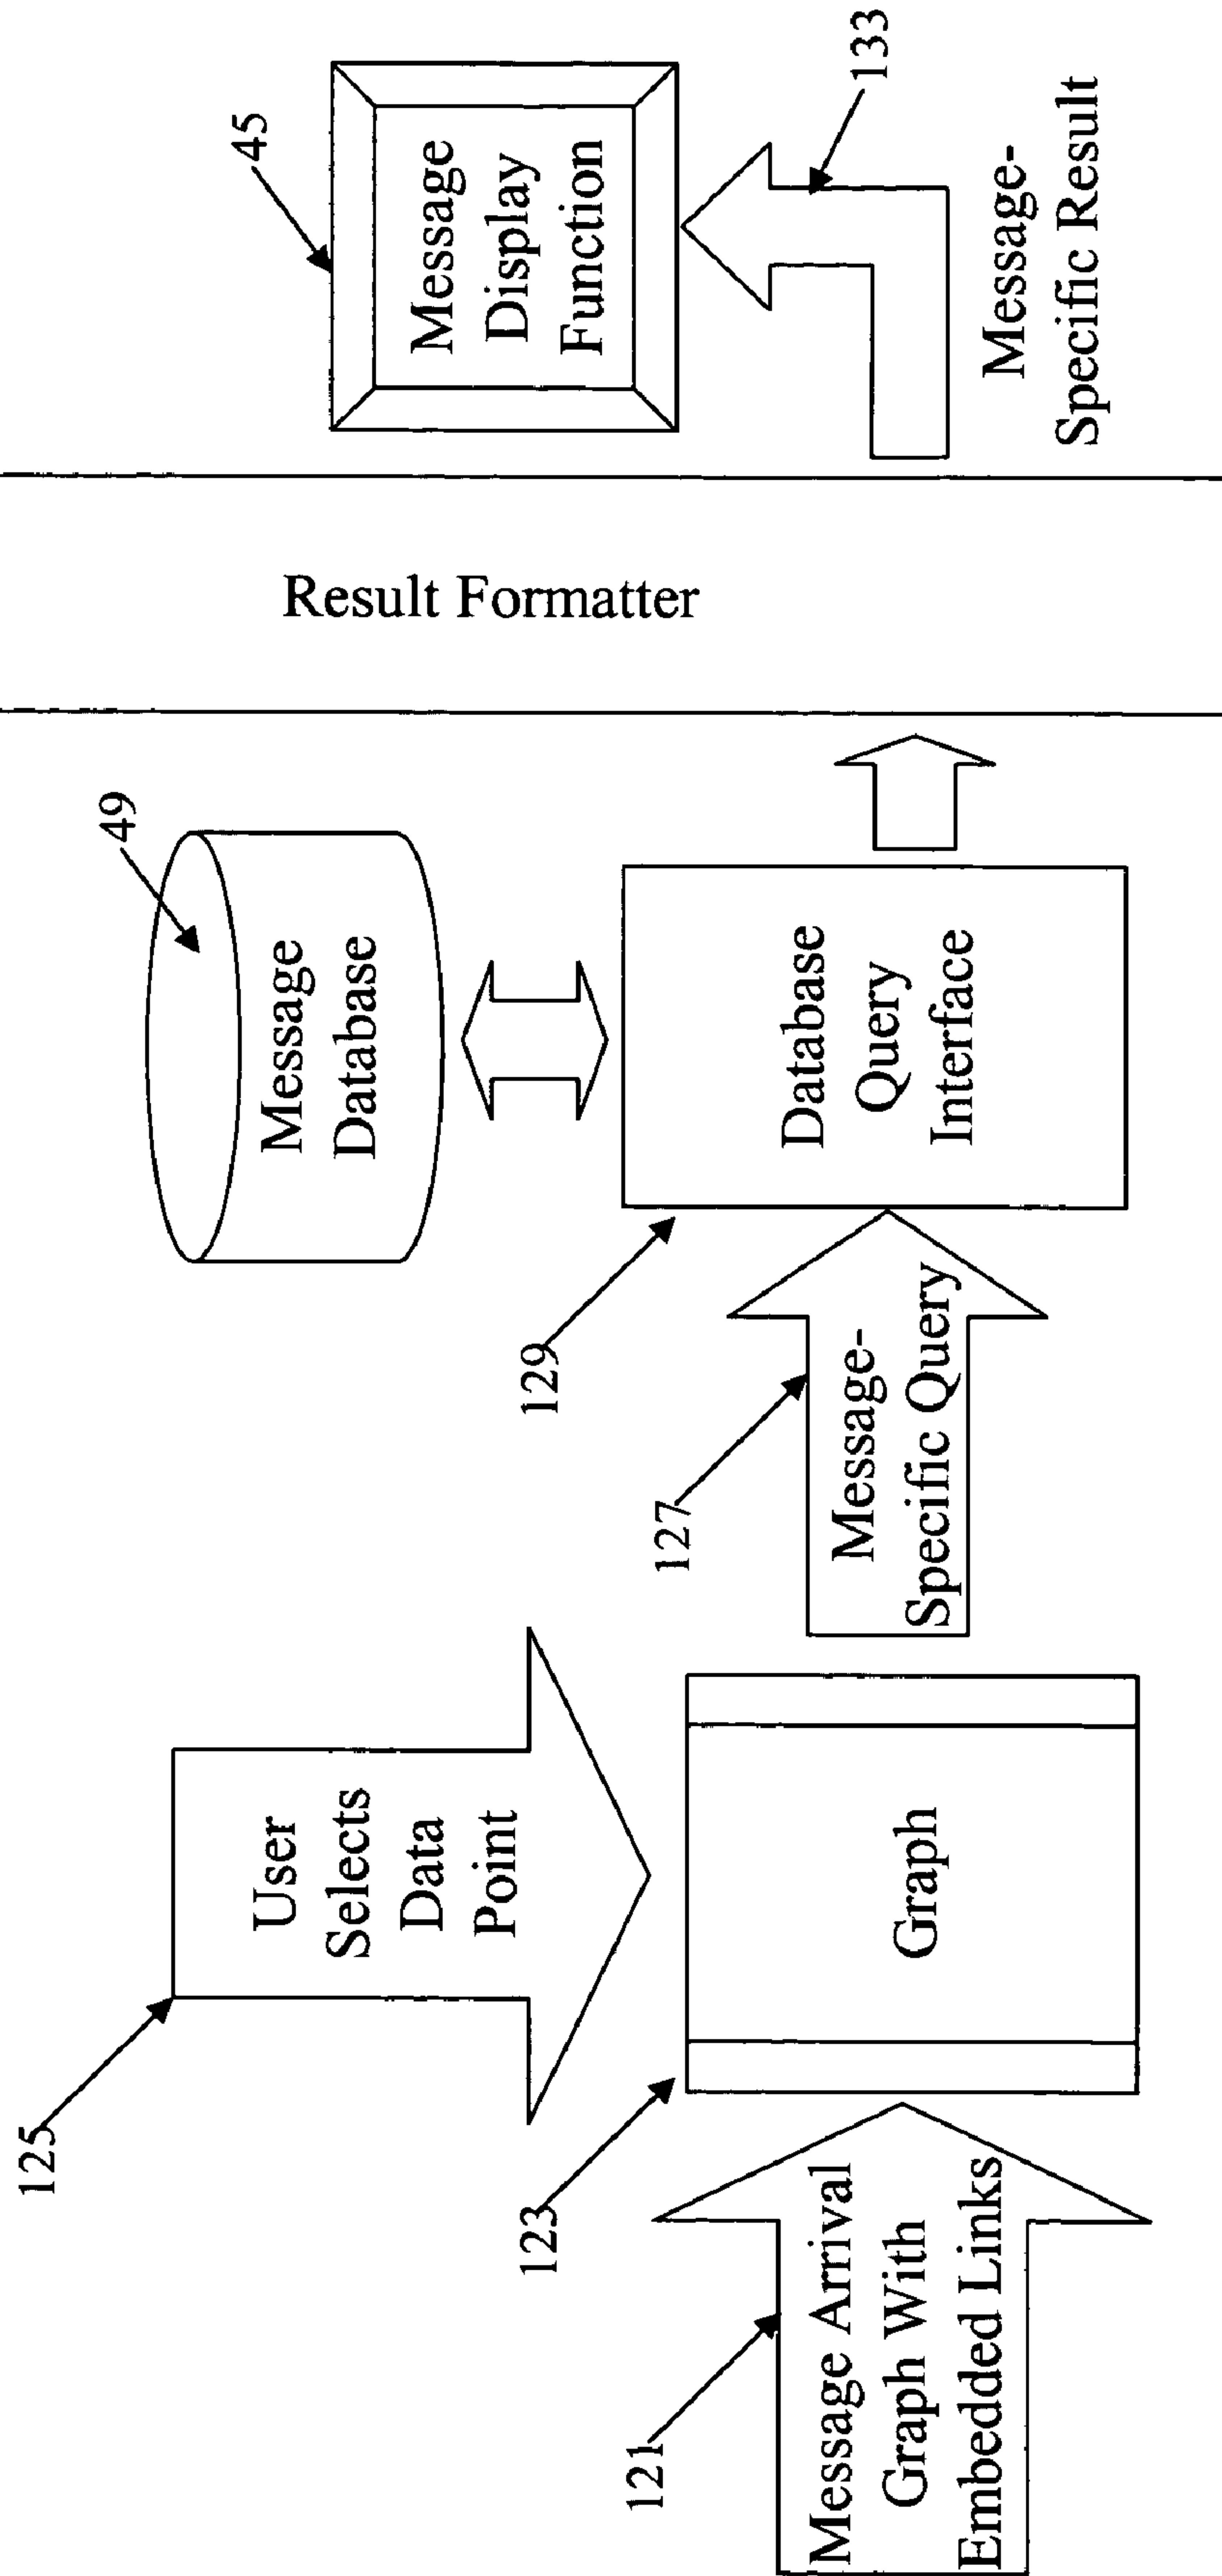 125
User
Selects
Data
Point
49
Message
Database
45
Message
Display
Function
121
Message Arrival
Graph With
Embedded Links
123
Graph
127
Message-
Specific Query
129
Database
Query
Interface
Result Formatter
133
Message-
Specific Result